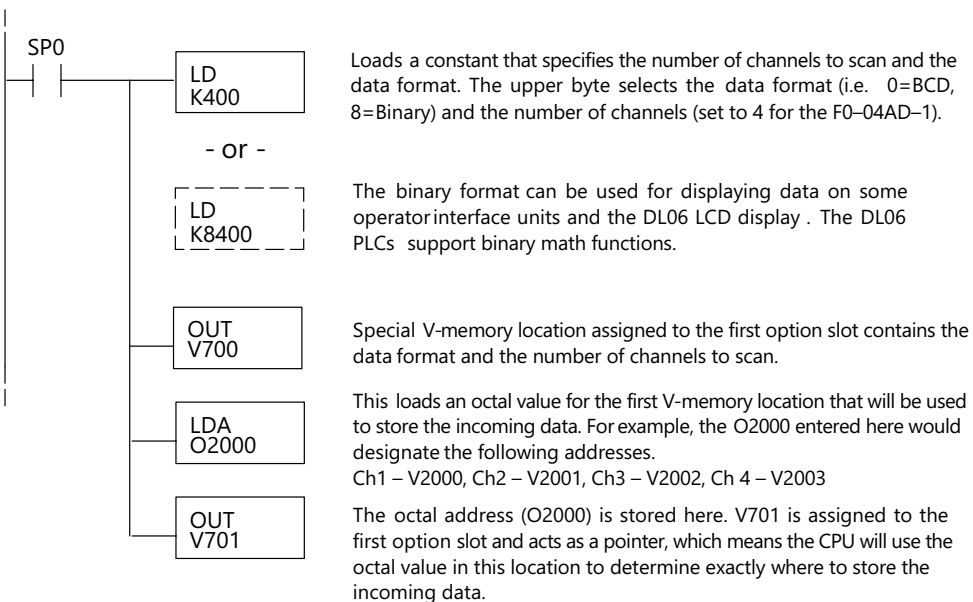 SP0
LD
K400
Loads a constant that specifies the number of channels to scan and the
data format. The upper byte selects the data format (i.e. 0=BCD,
8=Binary) and the number of channels (set to 4 for the F0–04AD–1).
- or -
LD
K8400
The binary format can be used for displaying data on some
operator interface units and the DL06 LCD display . The DL06
PLCs support binary math functions.
OUT
V700
Special V-memory location assigned to the first option slot contains the
data format and the number of channels to scan.
LDA
O2000
This loads an octal value for the first V-memory location that will be used
to store the incoming data. For example, the O2000 entered here would
designate the following addresses.
Ch1 – V2000, Ch2 – V2001, Ch3 – V2002, Ch 4 – V2003
OUT
V701
The octal address (O2000) is stored here. V701 is assigned to the
first option slot and acts as a pointer, which means the CPU will use the
octal value in this location to determine exactly where to store the
incoming data.